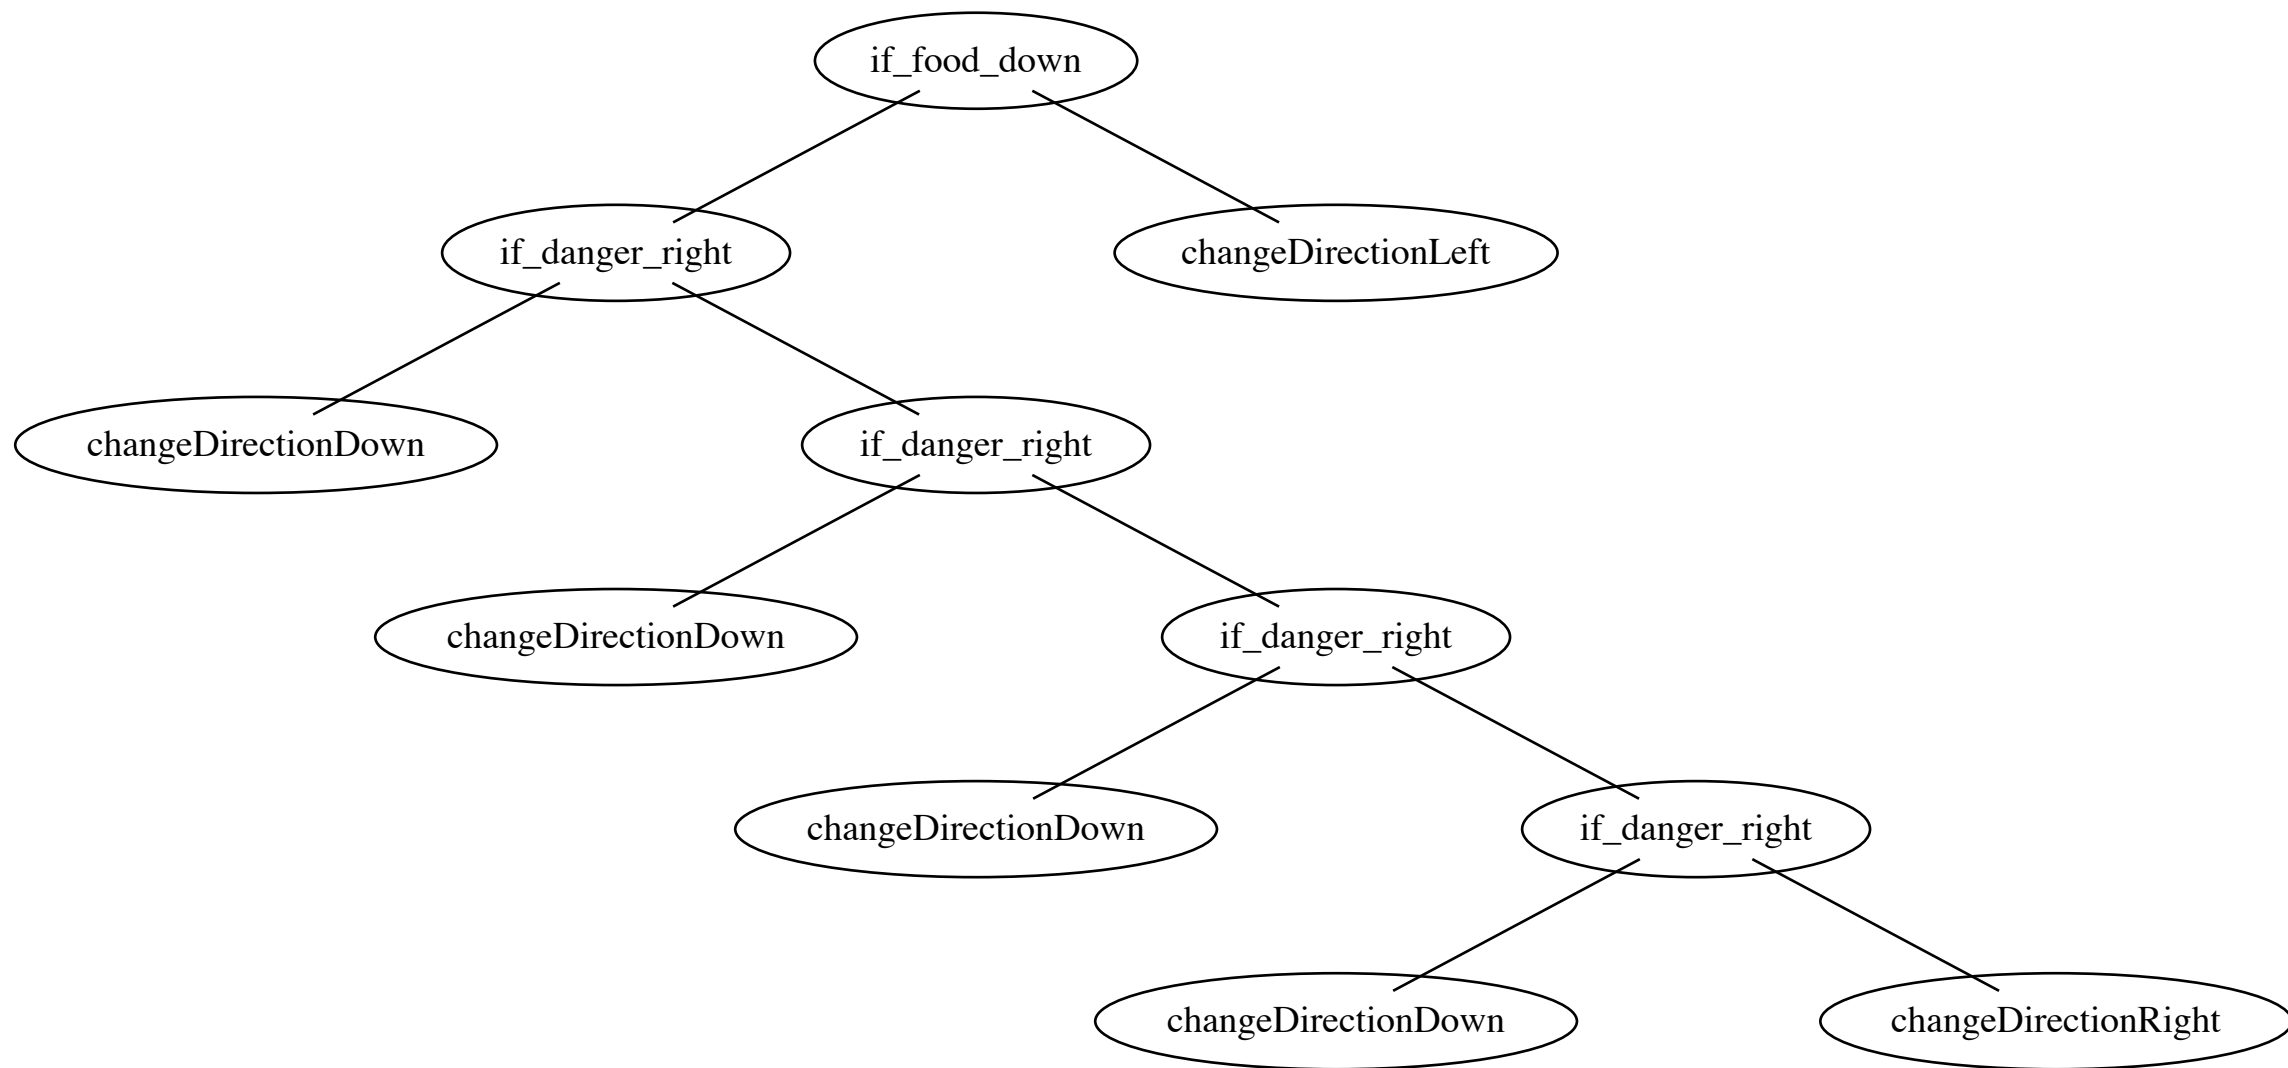 if_food_down
if_danger_right
changeDirectionLeft
changeDirectionDown
if_danger_right
changeDirectionDown
if_danger_right
changeDirectionDown
if_danger_right
changeDirectionDown
changeDirectionRight